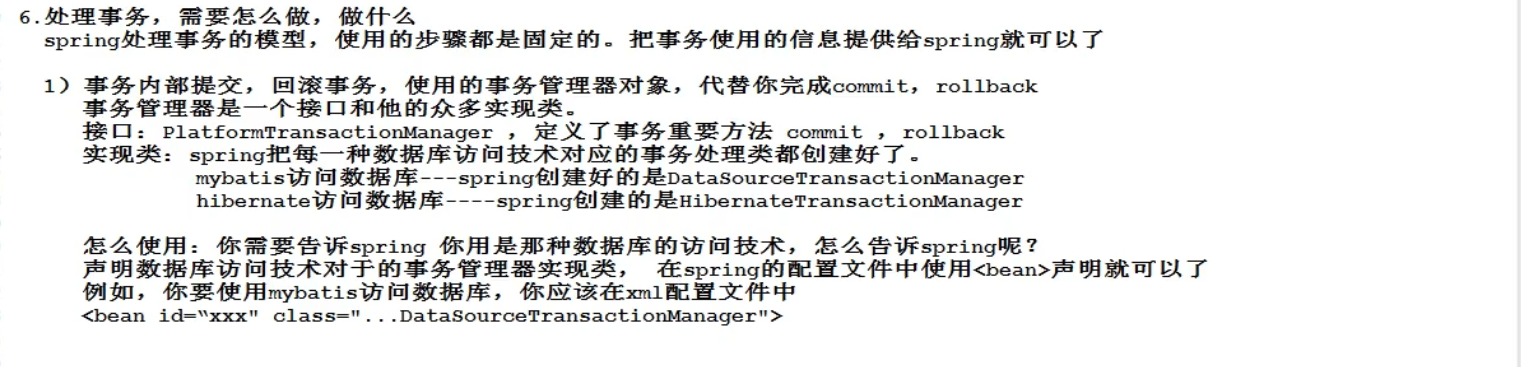 6.处理事务，需要怎么做，做什么
spring处理事务的模型，使用的步骤都是固定的。把事务使用的信息提供给spring就可以了
1）事务内部提交，回滚事务，使用的事务管理器对象，代替你完成commit，rollback
事务管理器是一个接口和他的众多实现类。
接口：PlatformTransactionManager ，定义了事务重要方法 commit ，rollback
实现类：spring把每一种数据库访问技术对应的事务处理类都创建好了。
mybatis访问数据库---spring创建好的是DataSourceTransactionManager
hibernate访问数据库----spring创建的是HibernateTransactionManager
怎么使用：你需要告诉spring 你用是那种数据库的访问技术，怎么告诉spring呢？
声明数据库访问技术对于的事务管理器实现类， 在spring的配置文件中使用<bean>声明就可以了
例如，你要使用mybatis访问数据库，你应该在xml配置文件中
<bean id=“xxx" class="...DataSourceTransactionManager">